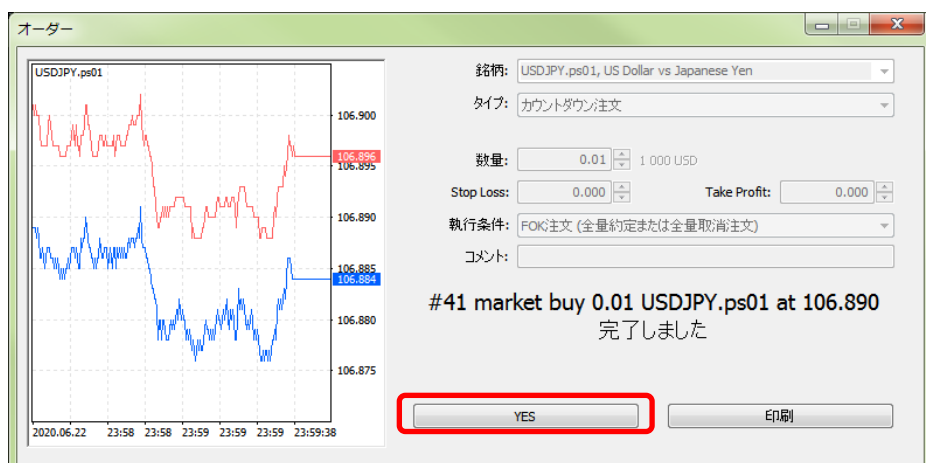 オーダー
USDJPY.ps01
106.900
106.896
106.895
106.890
106.885
106.884
106.880
106.875
2020.06.22 23:58 23:58 23:59 23:59 23:59 23:59:38
銘柄: USDJPY.ps01, US Dollar vs Japanese Yen
タイプ: カウントダウン注文
数量: 0.01 1 000 USD
Stop Loss: 0.000 Take Profit: 0.000
執行条件: FOK注文 (全量約定または全量取消注文)
コメント:
#41 market buy 0.01 USDJPY.ps01 at 106.890
完了しました
YES 印刷